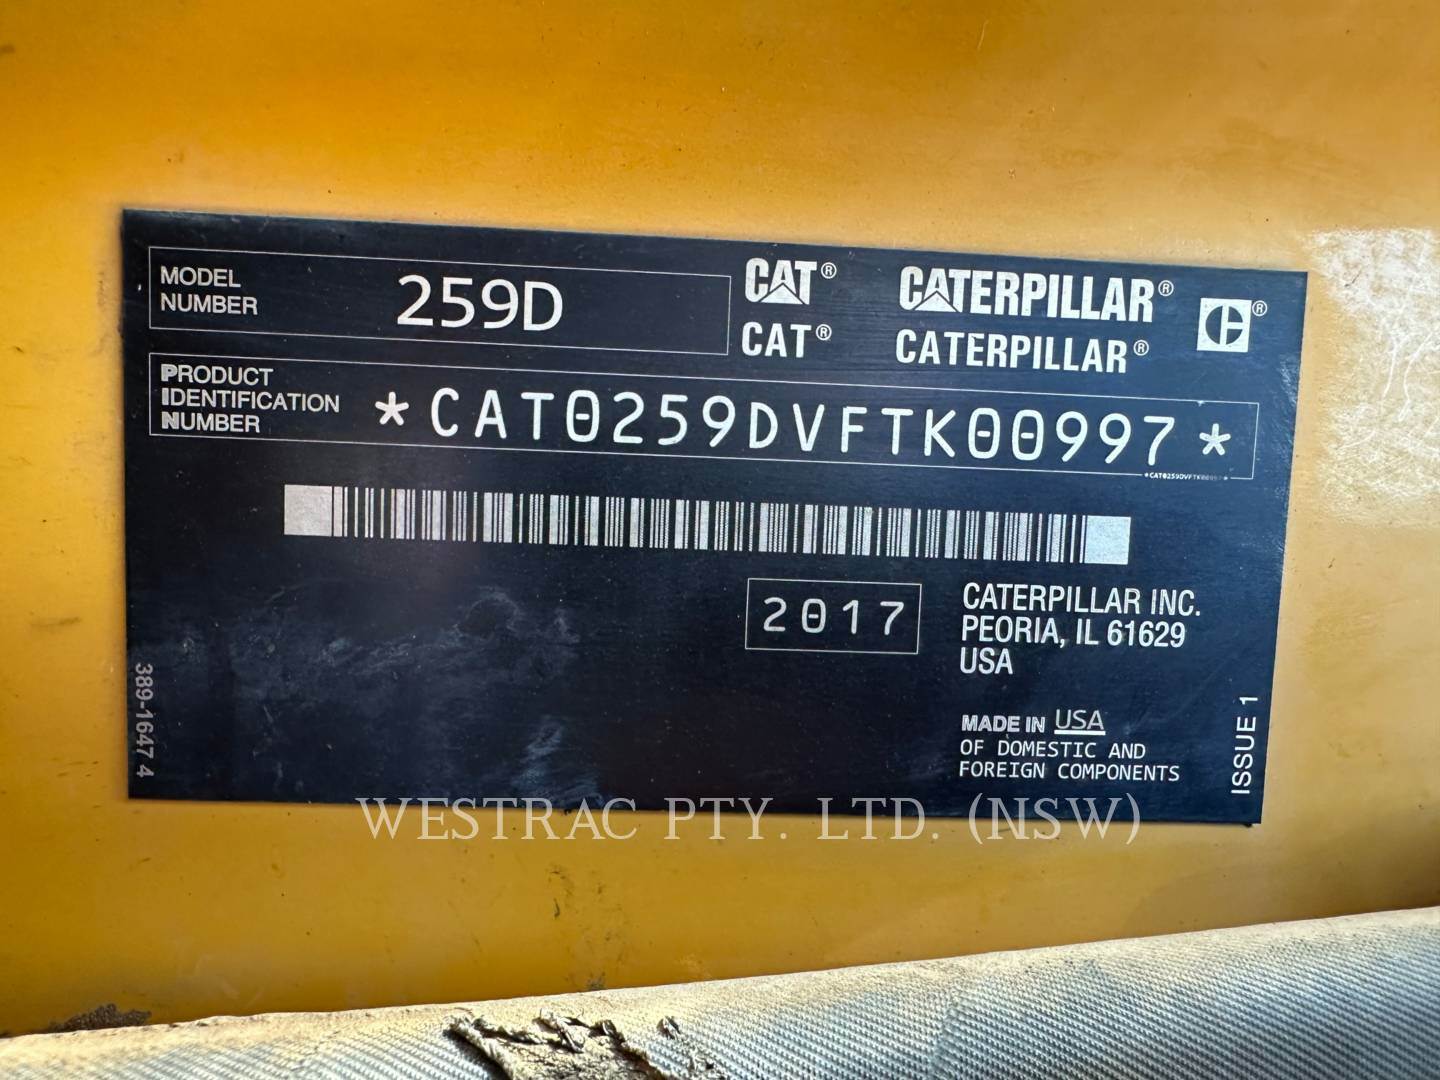 MODEL
NUMBER
259D
CAT® CATERPILLAR®
CAT® CATERPILLAR®
PRODUCT
IDENTIFICATION
NUMBER
*CAT0259DVFTK00997*
*CAT0259DVFTK00997*
2017
CATERPILLAR INC.
PEORIA, IL 61629
USA
MADE IN USA
OF DOMESTIC AND
FOREIGN COMPONENTS
389-1647 4
ISSUE 1
WESTRAC PTY. LTD. (NSW)